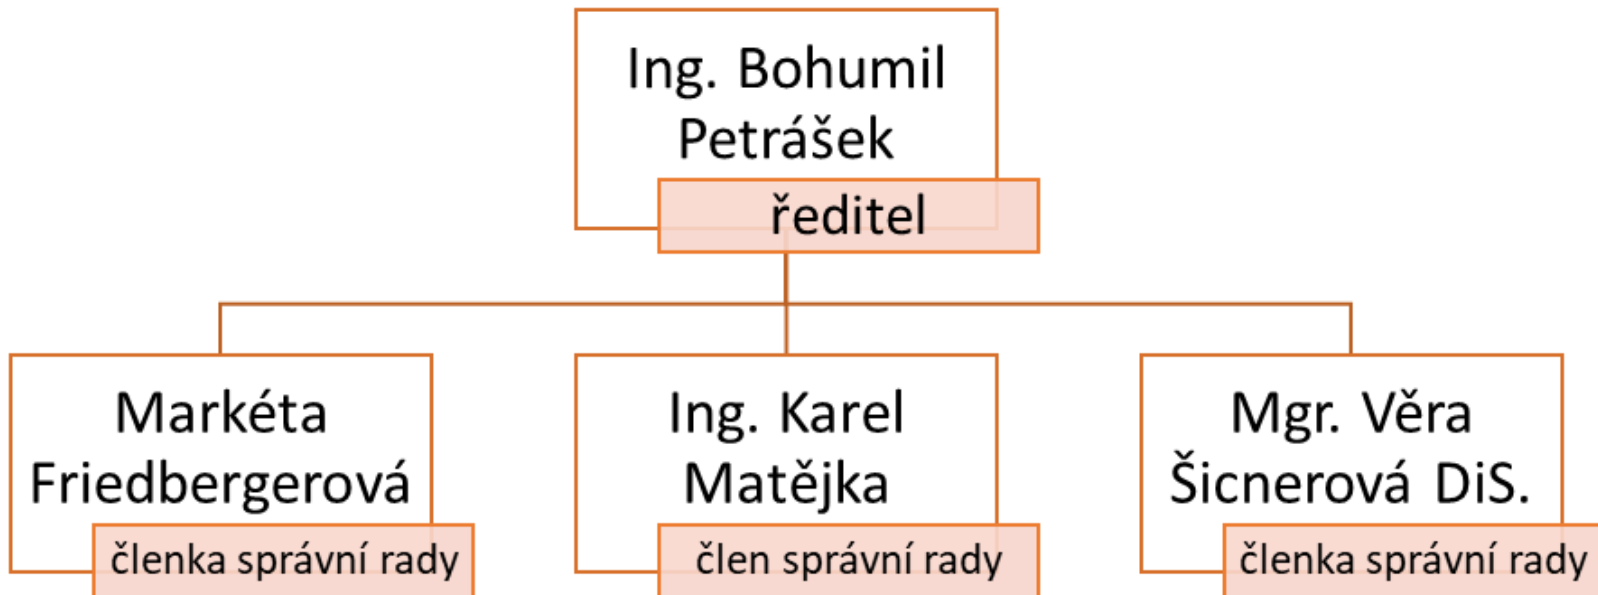 Ing. Bohumil
Petrášek
ředitel
Markéta
Friedbergerová
členka správní rady
Ing. Karel
Matějka
člen správní rady
Mgr. Věra
Šicnerová DiS.
členka správní rady